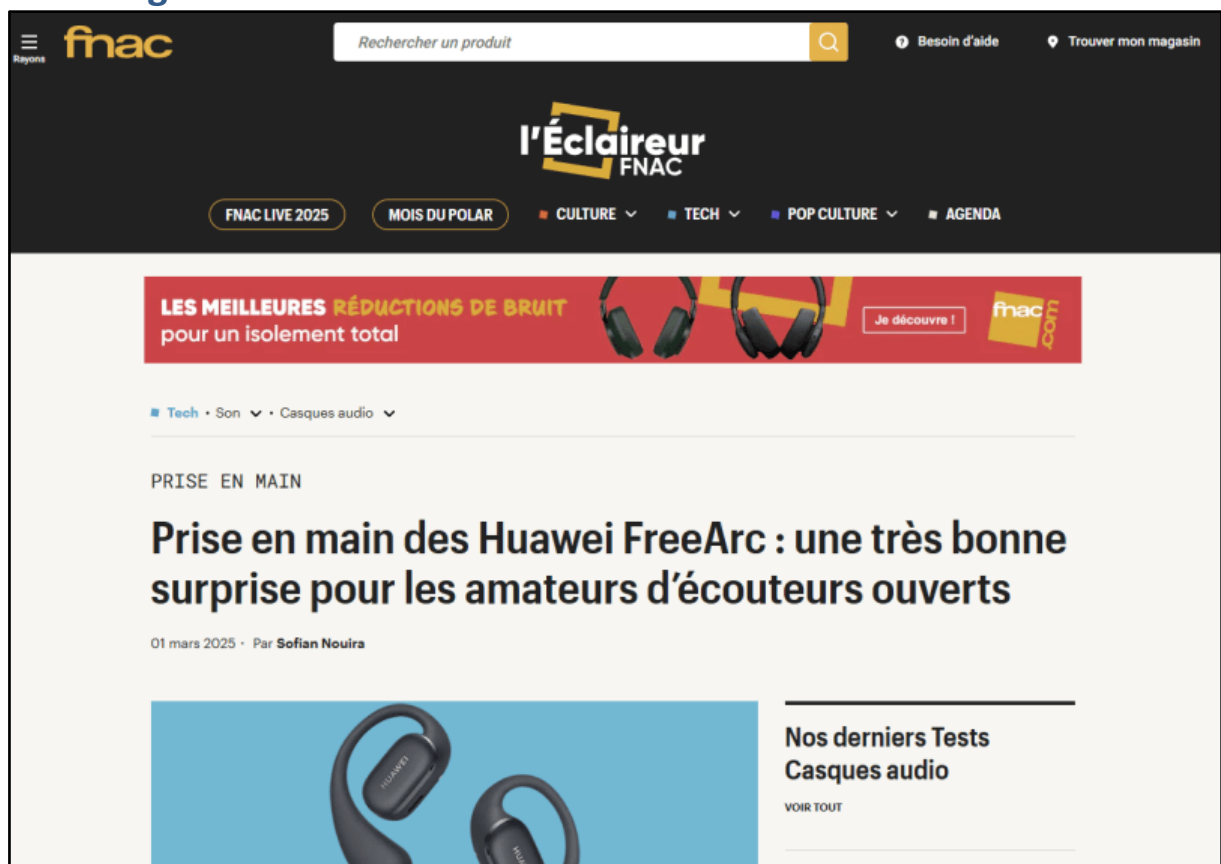 fnac
Rayons
Rechercher un produit
Besoin d'aide
Trouver mon magasin
l'Éclaireur
FNAC
FNAC LIVE 2025
MOIS DU POLAR
CULTURE
TECH
POP CULTURE
AGENDA
LES MEILLEURES RÉDUCTIONS DE BRUIT
pour un isolement total
Je découvre !
fnac
.com
Tech · Son · Casques audio
PRISE EN MAIN
Prise en main des Huawei FreeArc : une très bonne
surprise pour les amateurs d'écouteurs ouverts
01 mars 2025 · Par Sofian Nouira
HUAWEI
Nos derniers Tests
Casques audio
VOIR TOUT